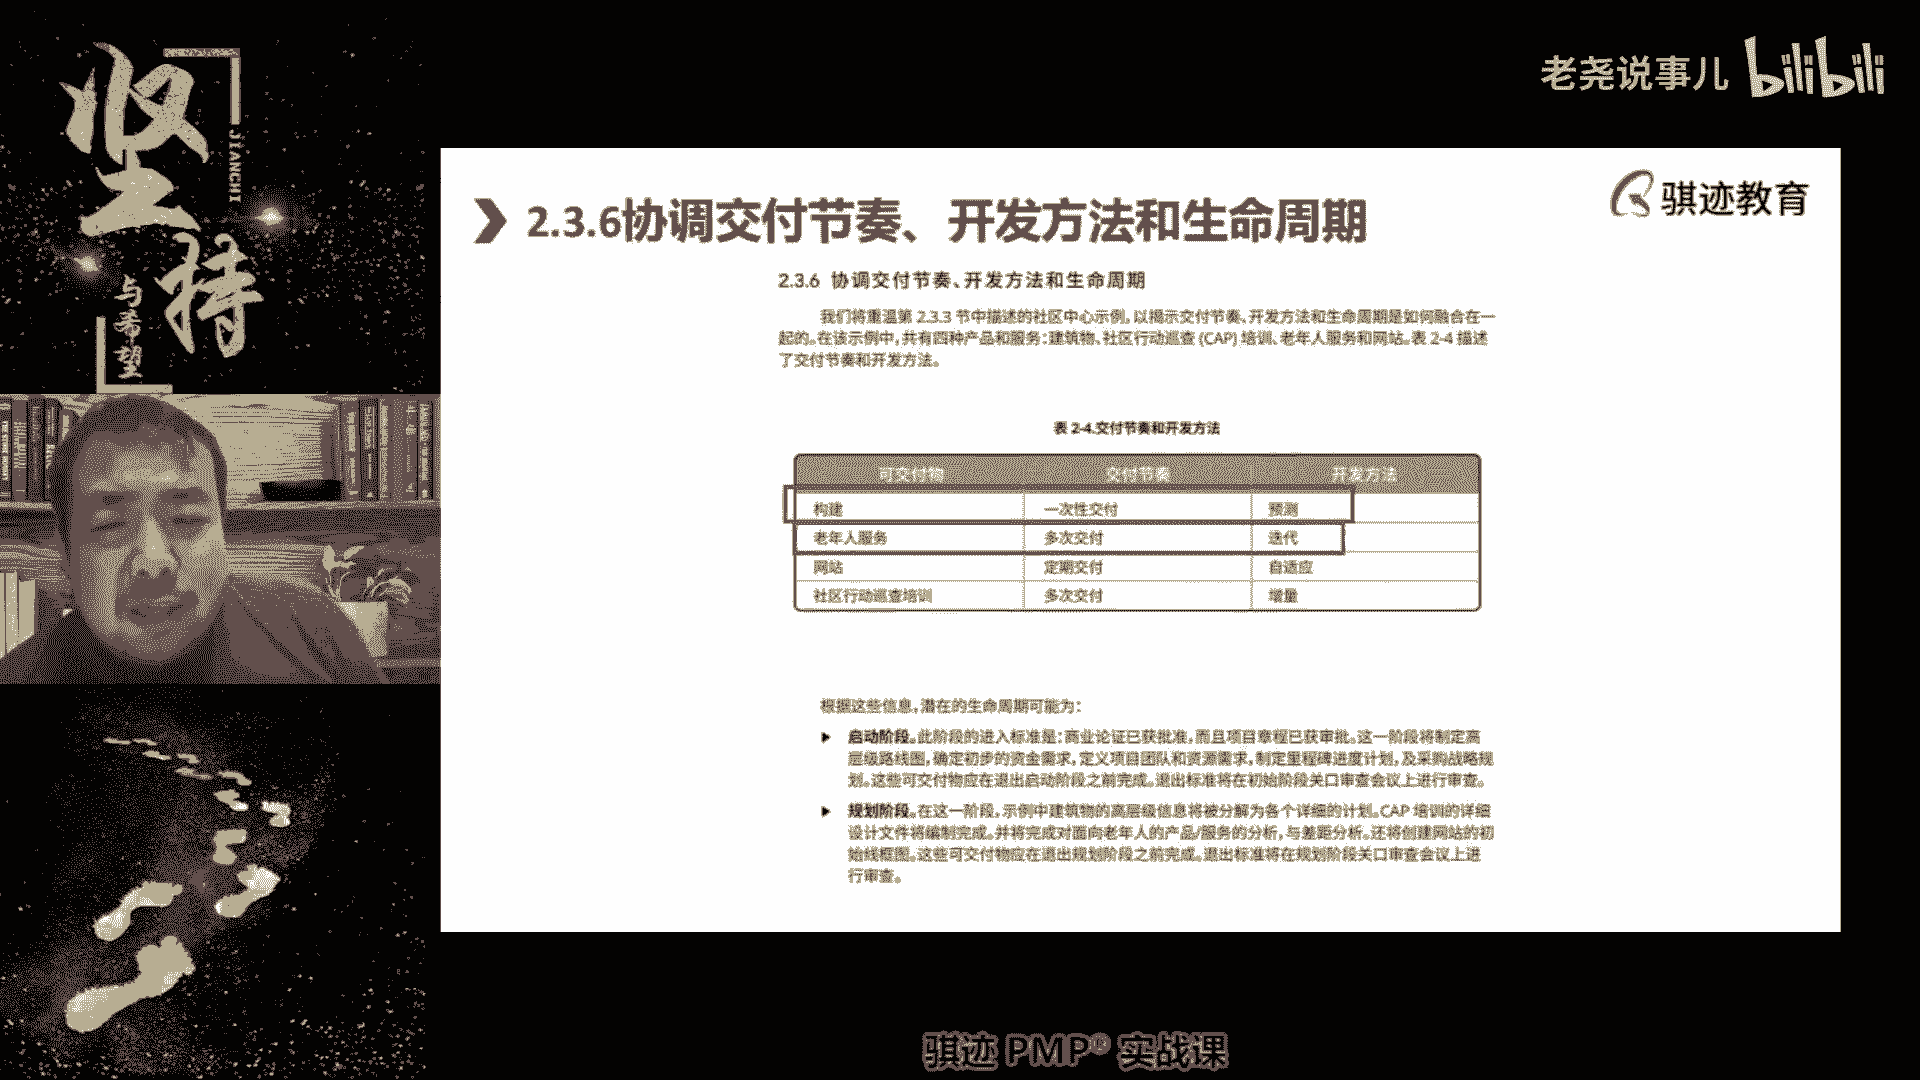 坚持
JIANCHI
与希望
老尧说事儿 bilibili
骐迹教育
2.3.6协调交付节奏、开发方法和生命周期
2.3.6 协调交付节奏、开发方法和生命周期
我们将重温第 2.3.3 节中描述的社区中心示例，以揭示交付节奏、开发方法和生命周期是如何融合在一
起的。在该示例中，共有四种产品和服务：建筑物、社区行动巡查 (CAP) 培训、老年人服务和网站。表 2-4 描述
了交付节奏和开发方法。
表 2-4.交付节奏和开发方法
可交付物 交付节奏 开发方法
构建 一次性交付 预测
老年人服务 多次交付 迭代
网站 定期交付 自适应
社区行动巡查培训 多次交付 增量
根据这些信息，潜在的生命周期可能为：
启动阶段。此阶段的进入标准是：商业论证已获批准，而且项目章程已获审批。这一阶段将制定高
层级路线图，确定初步的资金需求，定义项目团队和资源需求，制定里程碑进度计划，及采购战略规
划。这些可交付物应在退出启动阶段之前完成。退出标准将在初始阶段关口审查会议上进行审查。
规划阶段。在这一阶段，示例中建筑物的高层级信息将被分解为各个详细的计划。CAP 培训的详细
设计文件将编制完成。并将完成对面向老年人的产品/服务的分析，与差距分析。还将创建网站的初
始线框图。这些可交付物应在退出规划阶段之前完成。退出标准将在规划阶段关口审查会议上进
行审查。
骐迹 PMP® 实战课